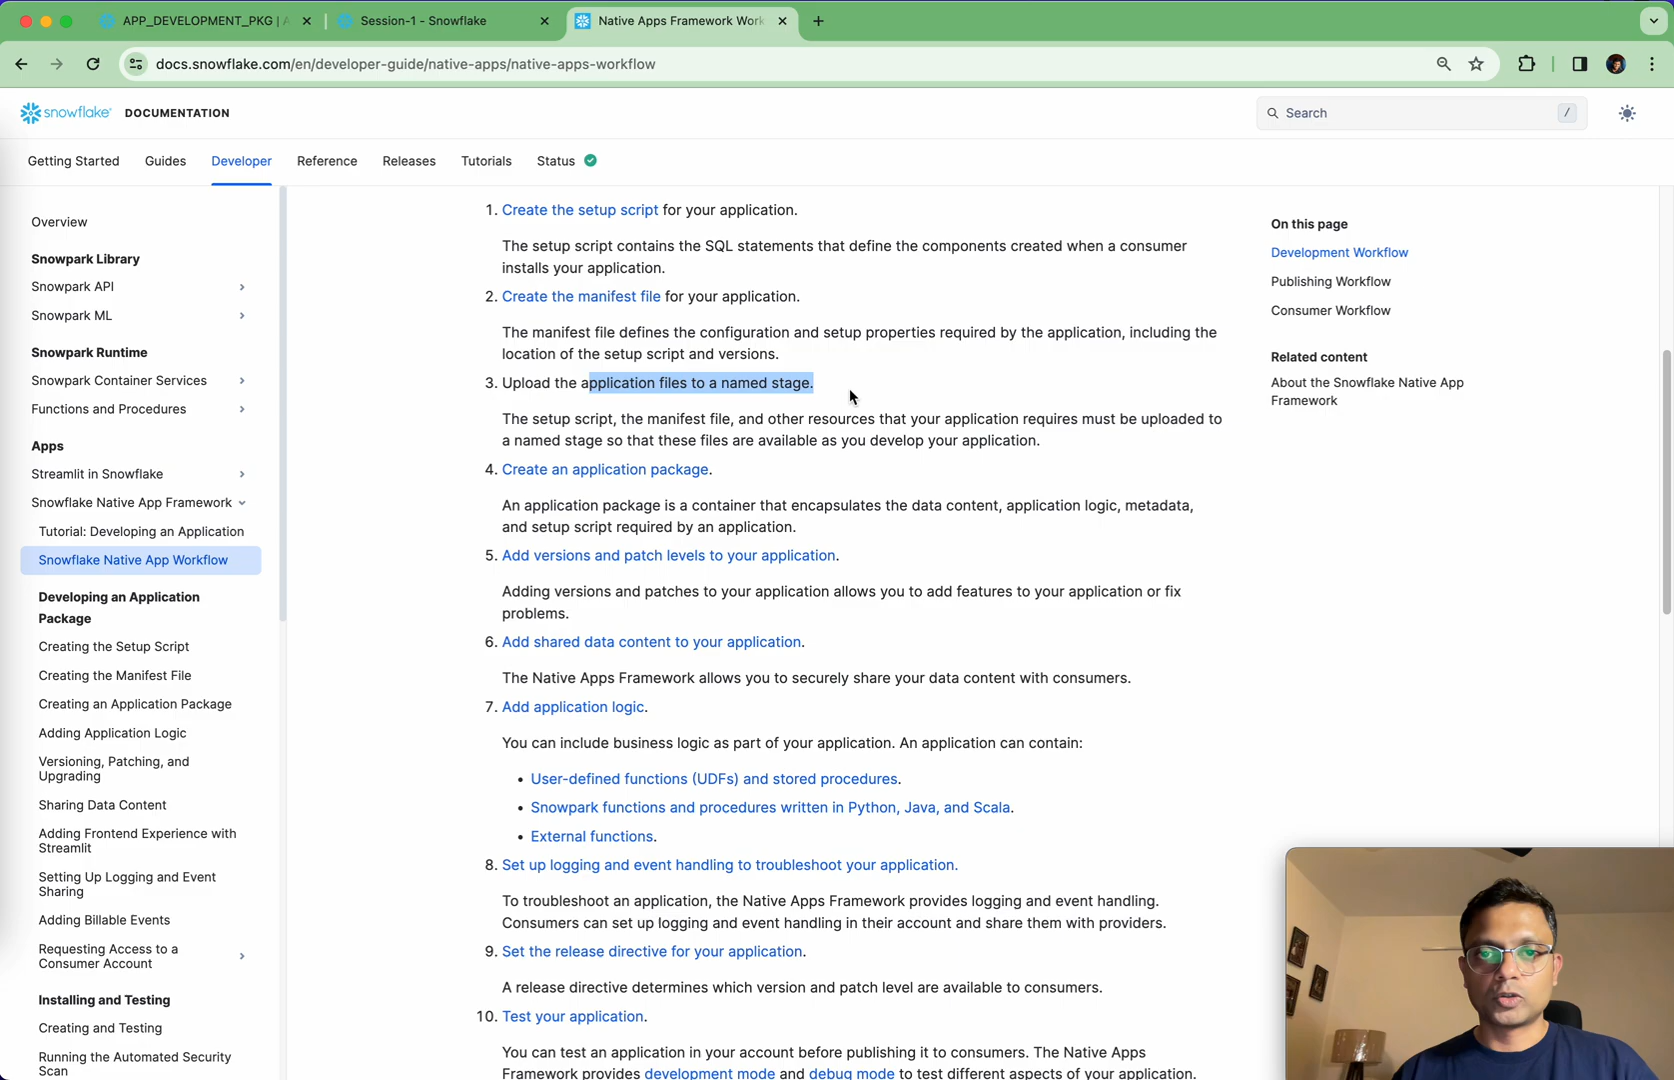 APP_DEVELOPMENT_PKG | A
Session-1 - Snowflake
Native Apps Framework Work
docs.snowflake.com/en/developer-guide/native-apps/native-apps-workflow
snowflake DOCUMENTATION
Search /
Getting Started Guides Developer Reference Releases Tutorials Status
Overview
Snowpark Library
Snowpark API
Snowpark ML
Snowpark Runtime
Snowpark Container Services
Functions and Procedures
Apps
Streamlit in Snowflake
Snowflake Native App Framework
Tutorial: Developing an Application
Snowflake Native App Workflow
Developing an Application
Package
Creating the Setup Script
Creating the Manifest File
Creating an Application Package
Adding Application Logic
Versioning, Patching, and
Upgrading
Sharing Data Content
Adding Frontend Experience with
Streamlit
Setting Up Logging and Event
Sharing
Adding Billable Events
Requesting Access to a
Consumer Account
Installing and Testing
Creating and Testing
Running the Automated Security
Scan
1. Create the setup script for your application.
The setup script contains the SQL statements that define the components created when a consumer
installs your application.
2. Create the manifest file for your application.
The manifest file defines the configuration and setup properties required by the application, including the
location of the setup script and versions.
3. Upload the application files to a named stage.
The setup script, the manifest file, and other resources that your application requires must be uploaded to
a named stage so that these files are available as you develop your application.
4. Create an application package.
An application package is a container that encapsulates the data content, application logic, metadata,
and setup script required by an application.
5. Add versions and patch levels to your application.
Adding versions and patches to your application allows you to add features to your application or fix
problems.
6. Add shared data content to your application.
The Native Apps Framework allows you to securely share your data content with consumers.
7. Add application logic.
You can include business logic as part of your application. An application can contain:
• User-defined functions (UDFs) and stored procedures.
• Snowpark functions and procedures written in Python, Java, and Scala.
• External functions.
8. Set up logging and event handling to troubleshoot your application.
To troubleshoot an application, the Native Apps Framework provides logging and event handling.
Consumers can set up logging and event handling in their account and share them with providers.
9. Set the release directive for your application.
A release directive determines which version and patch level are available to consumers.
10. Test your application.
You can test an application in your account before publishing it to consumers. The Native Apps
Framework provides development mode and debug mode to test different aspects of your application.
On this page
Development Workflow
Publishing Workflow
Consumer Workflow
Related content
About the Snowflake Native App
Framework